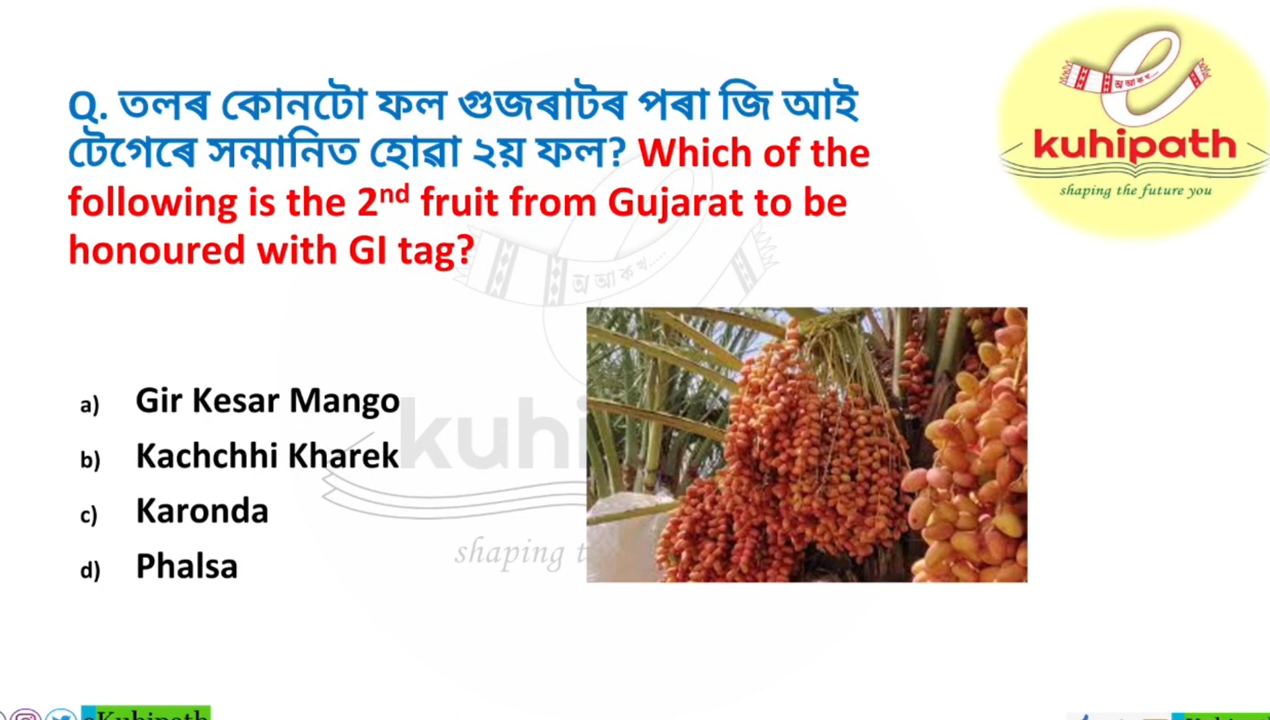 Q. তলৰ কোনটো ফল গুজৰাটৰ পৰা জি আই
টেগেৰে সন্মানিত হোৱা ২য় ফল? Which of the
following is the 2nd fruit from Gujarat to be
honoured with GI tag?
a) Gir Kesar Mango
b) Kachchhi Kharek
c) Karonda
d) Phalsa
অ আ ক খ....
kuhipath
shaping the future you
অ আ ক খ.....
kuhi
shaping